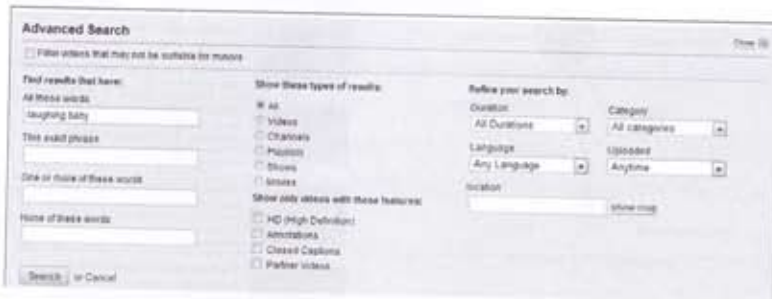 Advanced Search
Close
Filter videos that may not be suitable for minors
Find results that have:
All these words
laughing baby
This exact phrase
One or more of these words
None of these words
Search or Cancel
Show these types of results:
All
Videos
Channels
Playlists
Shows
Movies
Show only videos with these features:
HD (High Definition)
Annotations
Closed Captions
Partner Videos
Refine your search by:
Duration
All Durations
Category
All categories
Language
Any Language
Uploaded
Anytime
location
show map